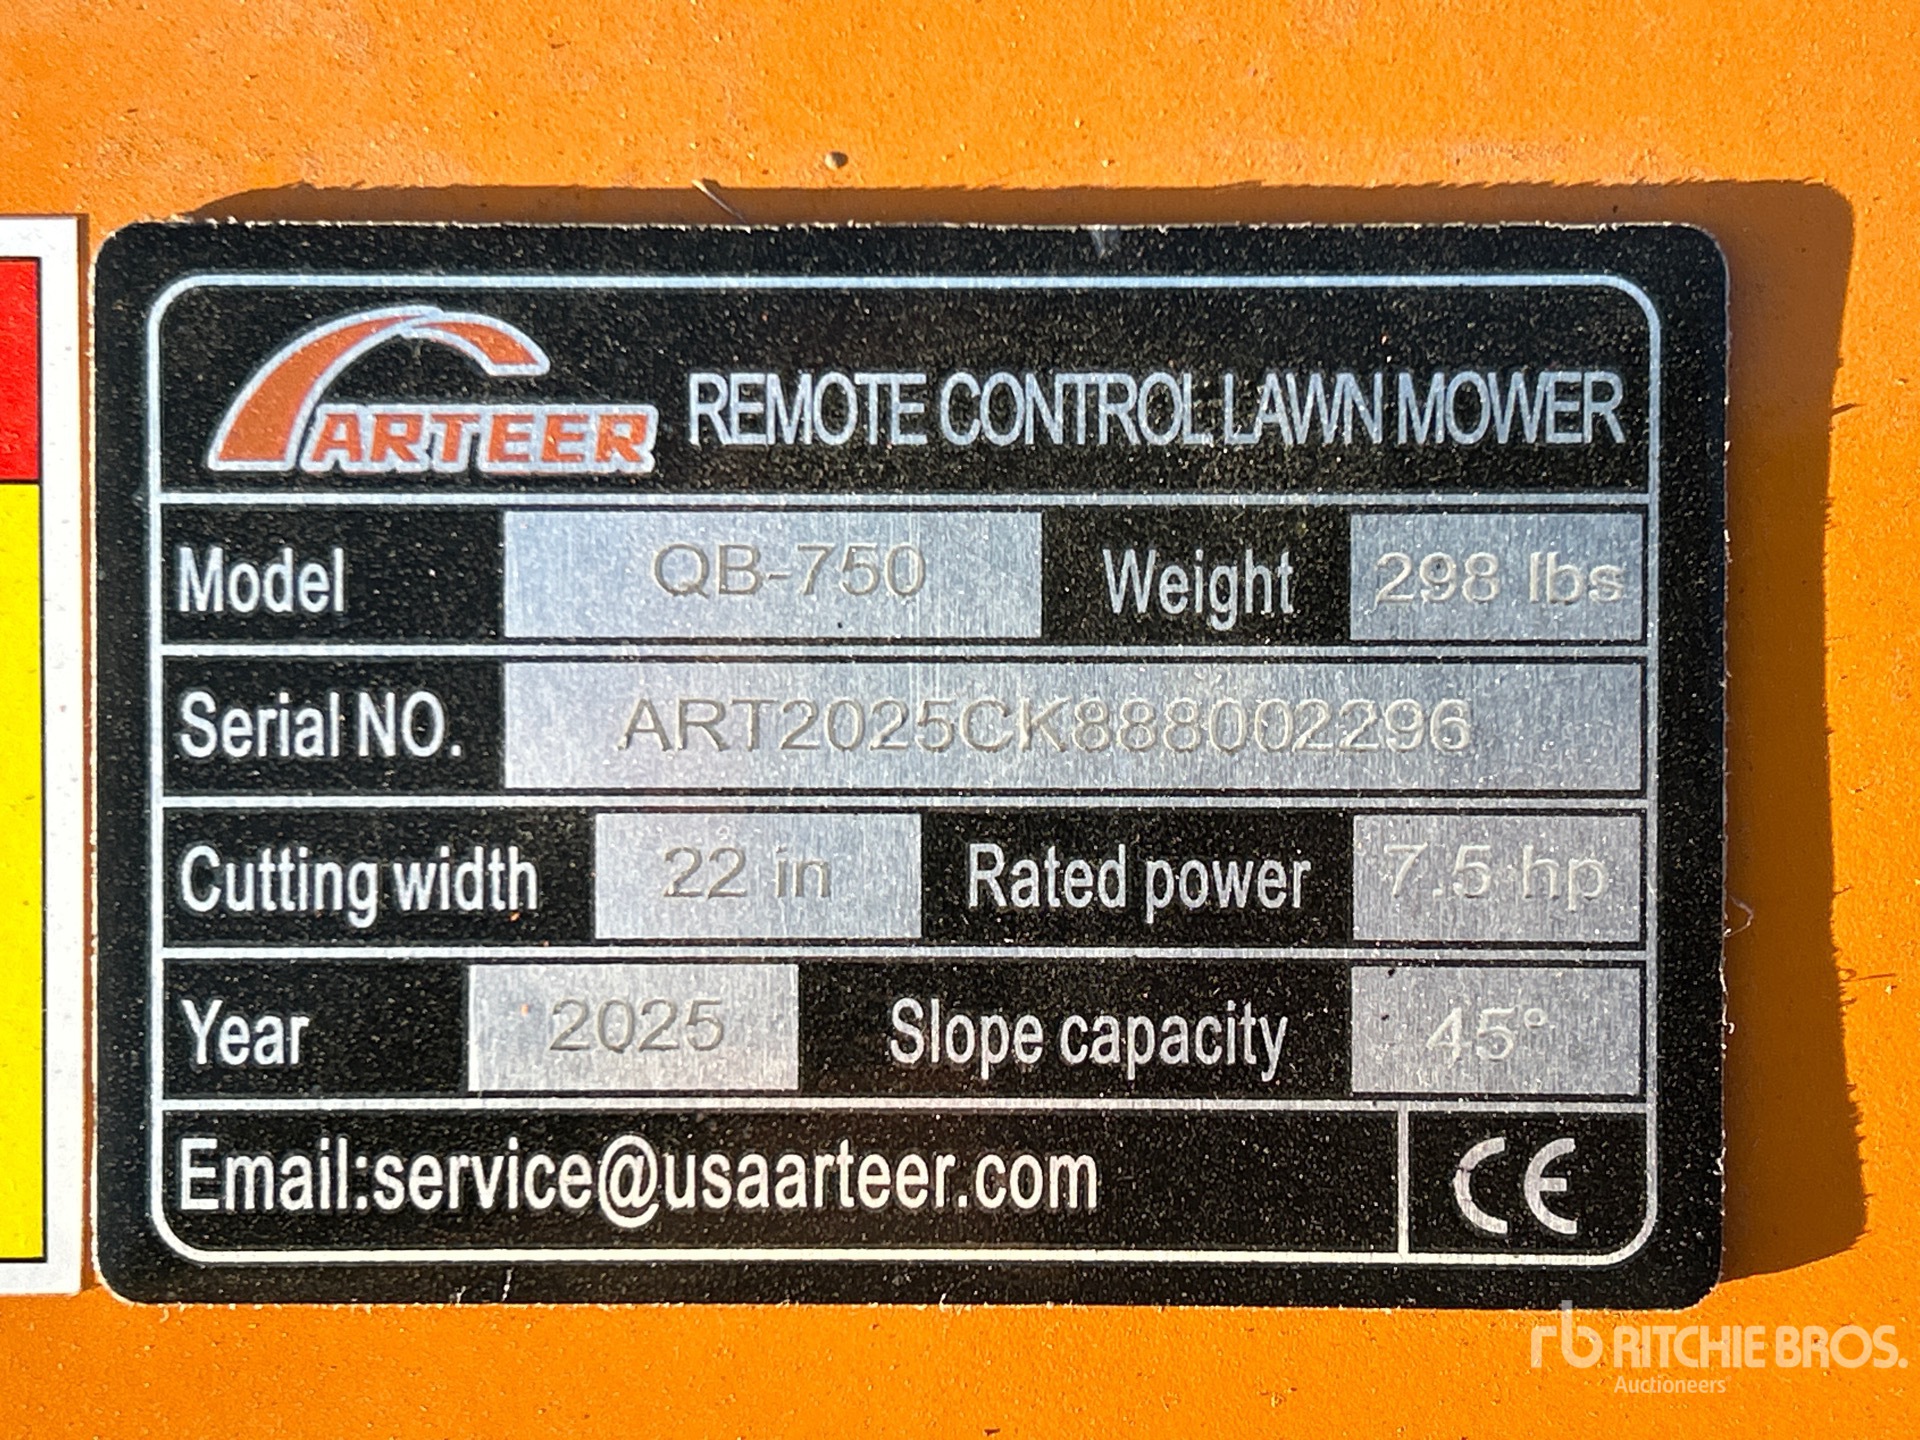 ARTEER REMOTE CONTROL LAWN MOWER
Model QB-750 Weight 298 lbs
Serial NO. ART2025CK888002296
Cutting width 22 in Rated power 7.5 hp
Year 2025 Slope capacity 45°
Email:service@usaarteer.com CE
rb RITCHIE BROS.
Auctioneers